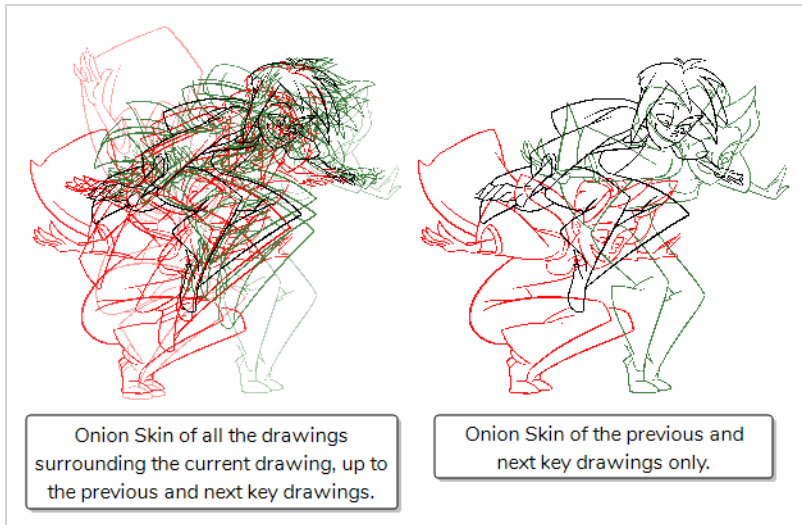 Onion Skin of all the drawings
surrounding the current drawing, up to
the previous and next key drawings.
Onion Skin of the previous and
next key drawings only.